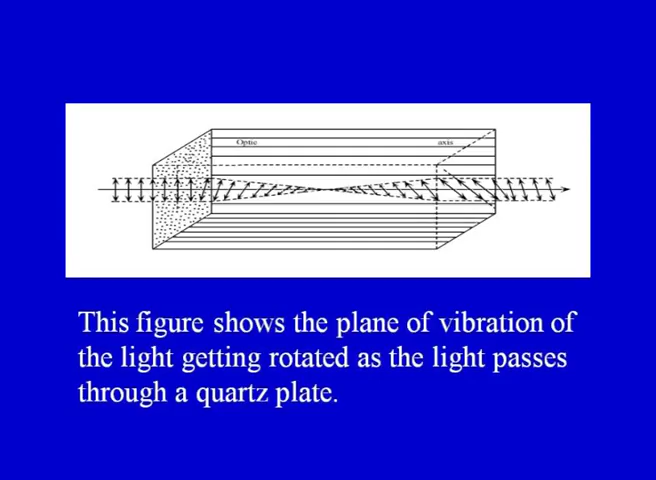 Optic axis
This figure shows the plane of vibration of
the light getting rotated as the light passes
through a quartz plate.